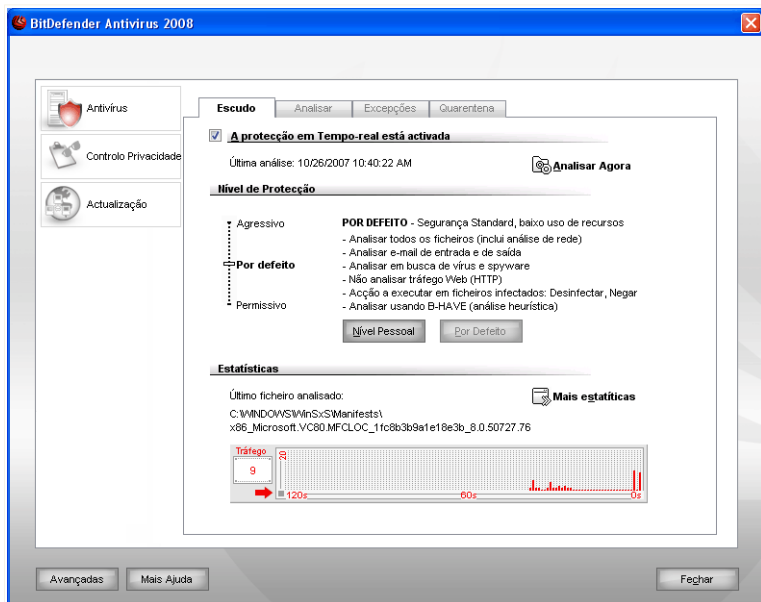 BitDefender Antivirus 2008
Antivírus
Controlo Privacidade
Actualização
Escudo Analisar Excepções Quarentena
A protecção em Tempo-real está activada
Última análise: 10/26/2007 10:40:22 AM
Analisar Agora
Nível de Protecção
Agressivo
Por defeito
Permissivo
POR DEFEITO - Segurança Standard, baixo uso de recursos
- Analisar todos os ficheiros (inclui análise de rede)
- Analisar e-mail de entrada e de saída
- Analisar em busca de vírus e spyware
- Não analisar tráfego Web (HTTP)
- Acção a executar em ficheiros infectados: Desinfectar, Negar
- Analisar usando B-HAVE (análise heurística)
Nível Pessoal Por Defeito
Estatísticas
Último ficheiro analisado:
Mais estatíticas
C:\WINDOWS\WinSxS\Manifests\
x86_Microsoft.VC80.MFCLOC_1fc8b3b9a1e18e3b_8.0.50727.76
Tráfego
9
20
120s 60s 0s
Avançadas Mais Ajuda Fechar